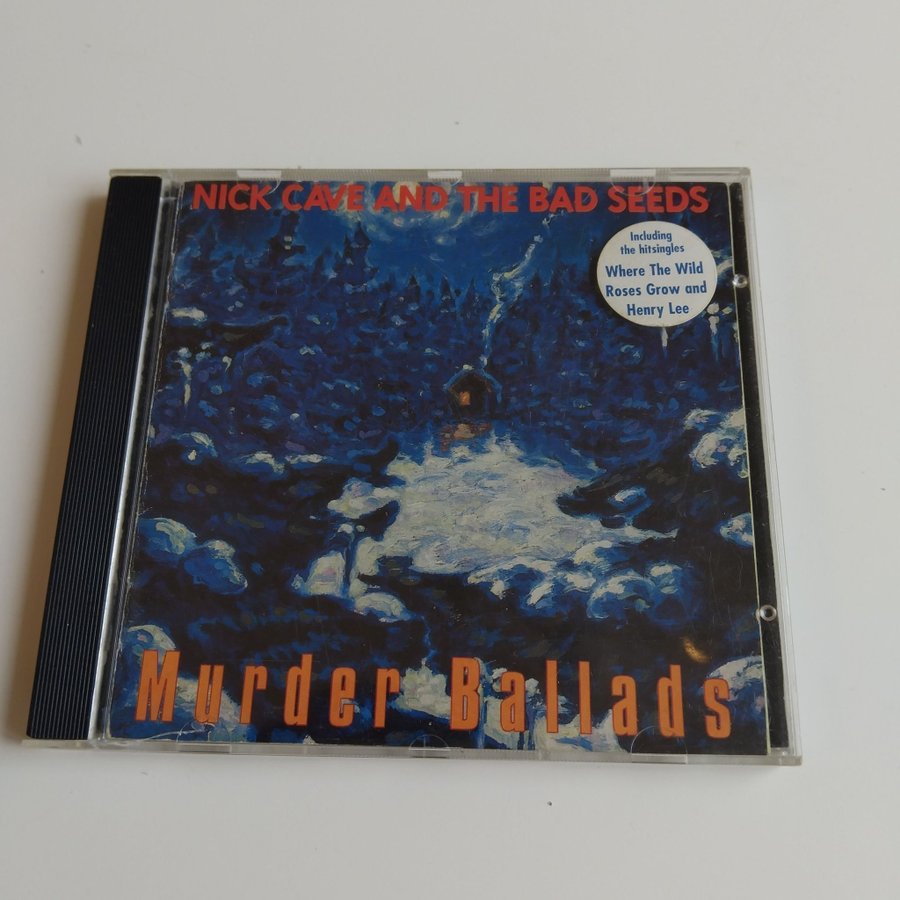 NICK CAVE AND THE BAD SEEDS
Including
the hitsingles
Where The Wild
Roses Grow and
Henry Lee
Murder Ballads